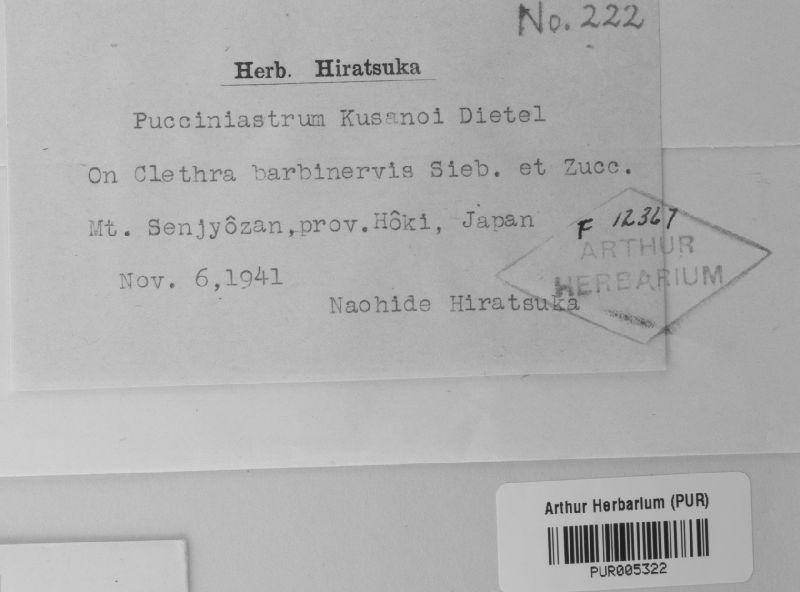 No. 222
Herb. Hiratsuka
Pucciniastrum Kusanoi Dietel
On Clethra barbinervis Sieb. et Zucc.
Mt. Senjyôzan, prov. Hôki, Japan
F 12367
ARTHUR
HERBARIUM
Nov. 6, 1941
Naohide Hiratsuka
Arthur Herbarium (PUR)
PUR005322